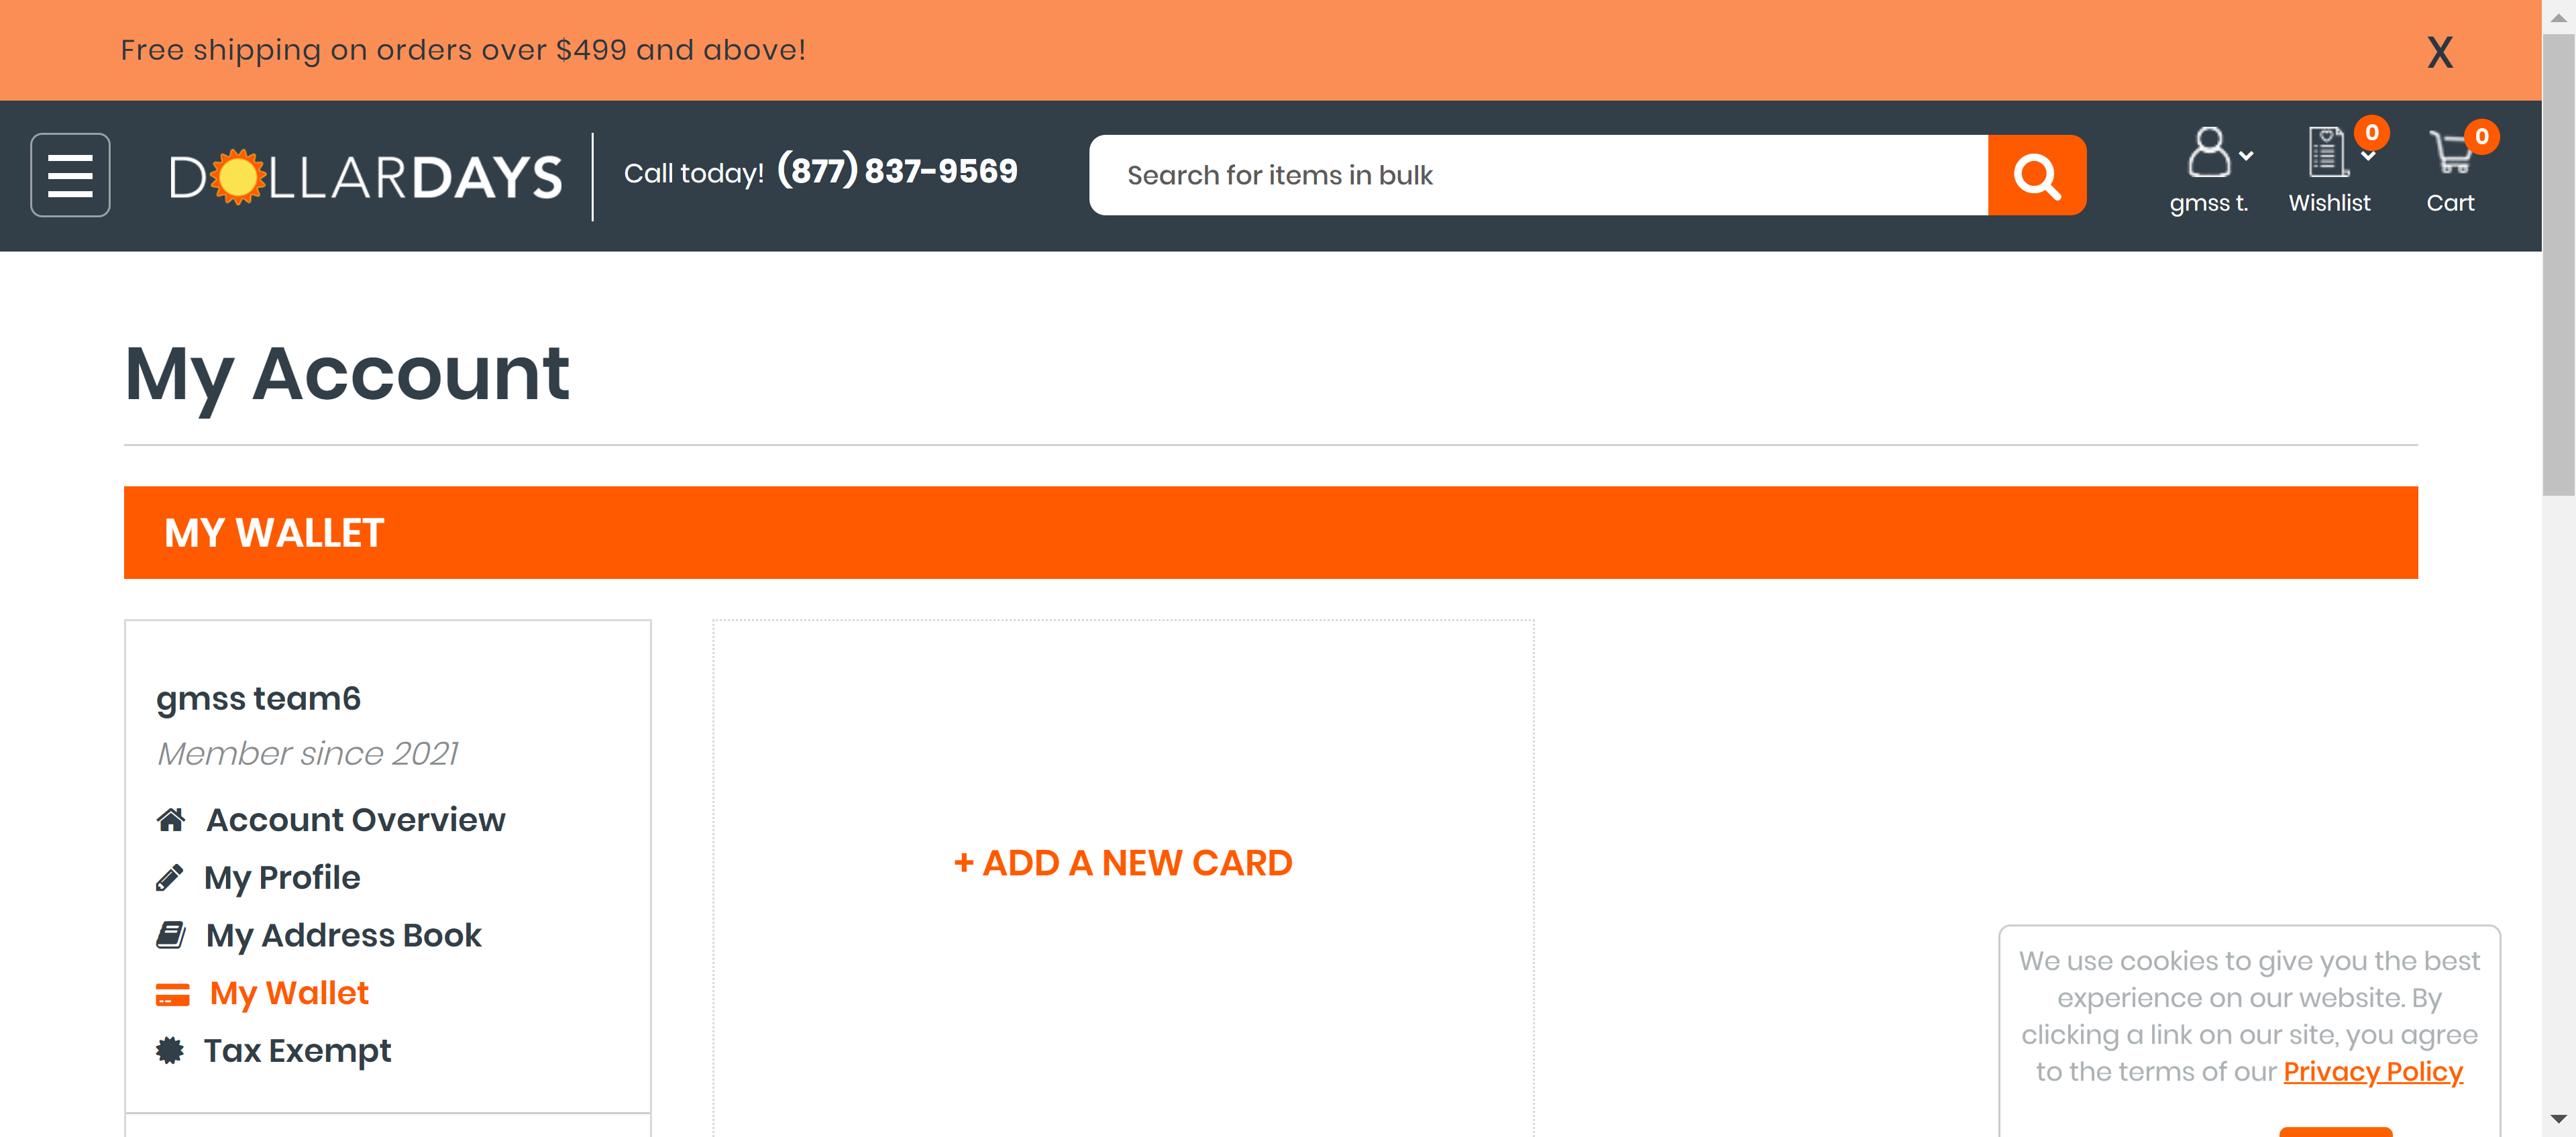 Free shipping on orders over $499 and above!
X
DOLLARDAYS
Call today! (877) 837-9569
Search for items in bulk
gmss t.
0
Wishlist
0
Cart
My Account
MY WALLET
gmss team6
Member since 2021
Account Overview
My Profile
My Address Book
My Wallet
Tax Exempt
+ ADD A NEW CARD
We use cookies to give you the best
experience on our website. By
clicking a link on our site, you agree
to the terms of our Privacy Policy